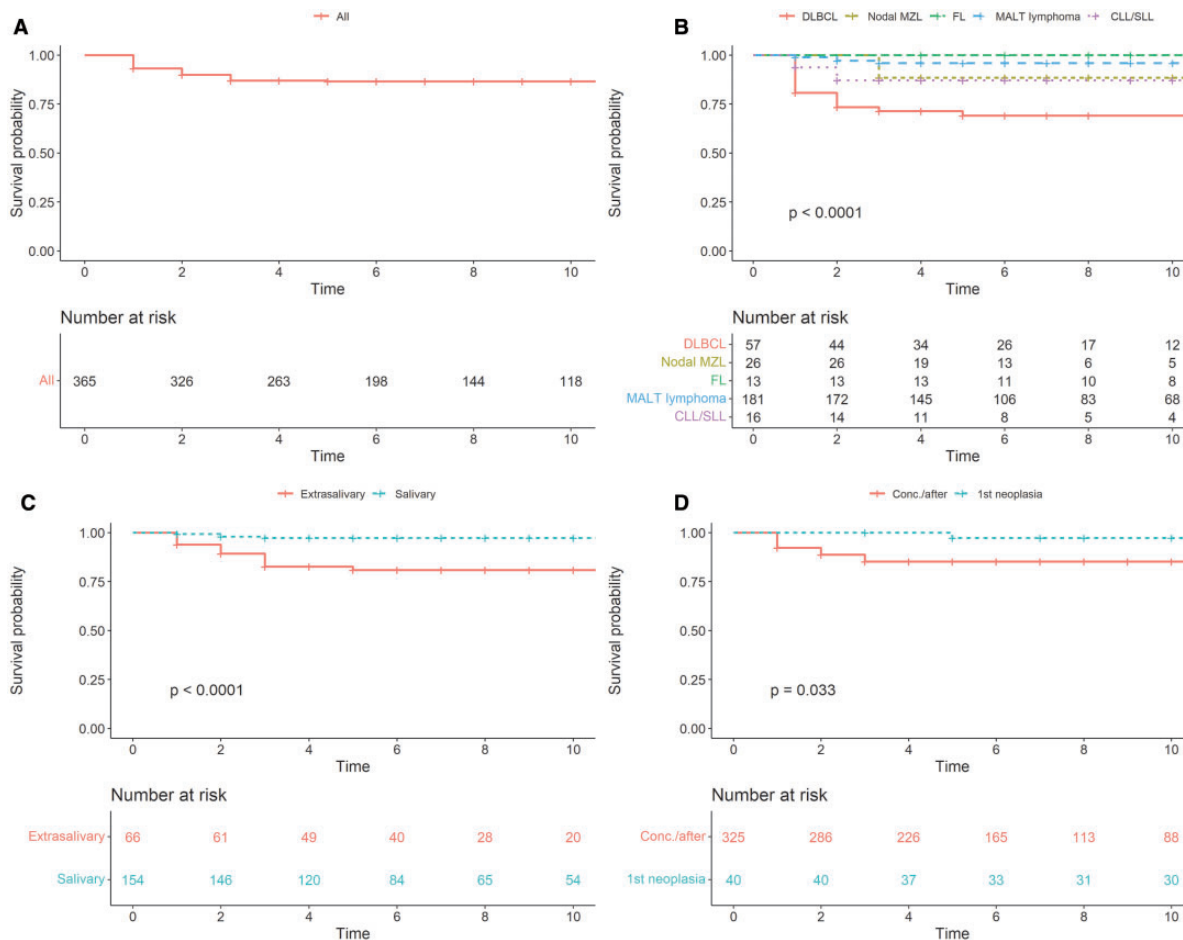 A
All
Survival probability
1.00
0.75
0.50
0.25
0.00
0 2 4 6 8 10
Time
Number at risk
All 365 326 263 198 144 118
0 2 4 6 8 10
Time
B
DLBCL Nodal MZL FL MALT lymphoma CLL/SLL
Survival probability
1.00
0.75
0.50
0.25
0.00
p < 0.0001
0 2 4 6 8 10
Time
Number at risk
DLBCL 57 44 34 26 17 12
Nodal MZL 26 26 19 13 6 5
FL 13 13 13 11 10 8
MALT lymphoma 181 172 145 106 83 68
CLL/SLL 16 14 11 8 5 4
0 2 4 6 8 10
Time
C
Extrasalivary Salivary
Survival probability
1.00
0.75
0.50
0.25
0.00
p < 0.0001
0 2 4 6 8 10
Time
Number at risk
Extrasalivary 66 61 49 40 28 20
Salivary 154 146 120 84 65 54
0 2 4 6 8 10
Time
D
Conc./after 1st neoplasia
Survival probability
1.00
0.75
0.50
0.25
0.00
p = 0.033
0 2 4 6 8 10
Time
Number at risk
Conc./after 325 286 226 165 113 88
1st neoplasia 40 40 37 33 31 30
0 2 4 6 8 10
Time